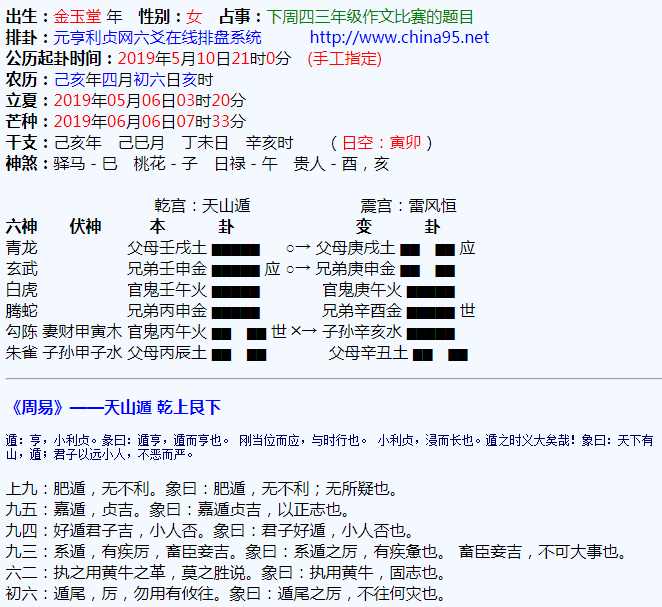 出生：金玉堂 年　性别：女　占事：下周四三年级作文比赛的题目
排卦：元亨利贞网六爻在线排盘系统　　　http://www.china95.net
公历起卦时间：2019年5月10日21时0分　(手工指定)
农历：己亥年四月初六日亥时
立夏：2019年05月06日03时20分
芒种：2019年06月06日07时33分
干支：己亥年　己巳月　丁未日　辛亥时　　（日空：寅卯）
神煞：驿马－巳　桃花－子　日禄－午　贵人－酉，亥
乾宫：天山遁　　　　　　震宫：雷风恒
六神　　伏神　　　本　　　卦　　　　　　　变　　　卦
青龙　　　　　　父母壬戌土　　○→ 父母庚戌土　　应
玄武　　　　　　兄弟壬申金　　应 ○→ 兄弟庚申金
白虎　　　　　　官鬼壬午火　　　　官鬼庚午火
腾蛇　　　　　　兄弟丙申金　　　　兄弟辛酉金　　世
勾陈 妻财甲寅木 官鬼丙午火　　世 ×→ 子孙辛亥水
朱雀 子孙甲子水 父母丙辰土　　　　父母辛丑土
《周易》——天山遁 乾上艮下
遁：亨，小利贞。彖曰：遁亨，遁而亨也。 刚当位而应，与时行也。 小利贞，浸而长也。遁之时义大矣哉！象曰：天下有
山，遁；君子以远小人，不恶而严。
上九：肥遁，无不利。象曰：肥遁，无不利；无所疑也。
九五：嘉遁，贞吉。象曰：嘉遁贞吉，以正志也。
九四：好遁君子吉，小人否。象曰：君子好遁，小人否也。
九三：系遁，有疾厉，畜臣妾吉。象曰：系遁之厉，有疾惫也。 畜臣妾吉，不可大事也。
六二：执之用黄牛之革，莫之胜说。象曰：执用黄牛，固志也。
初六：遁尾，厉，勿用有攸往。象曰：遁尾之厉，不往何灾也。